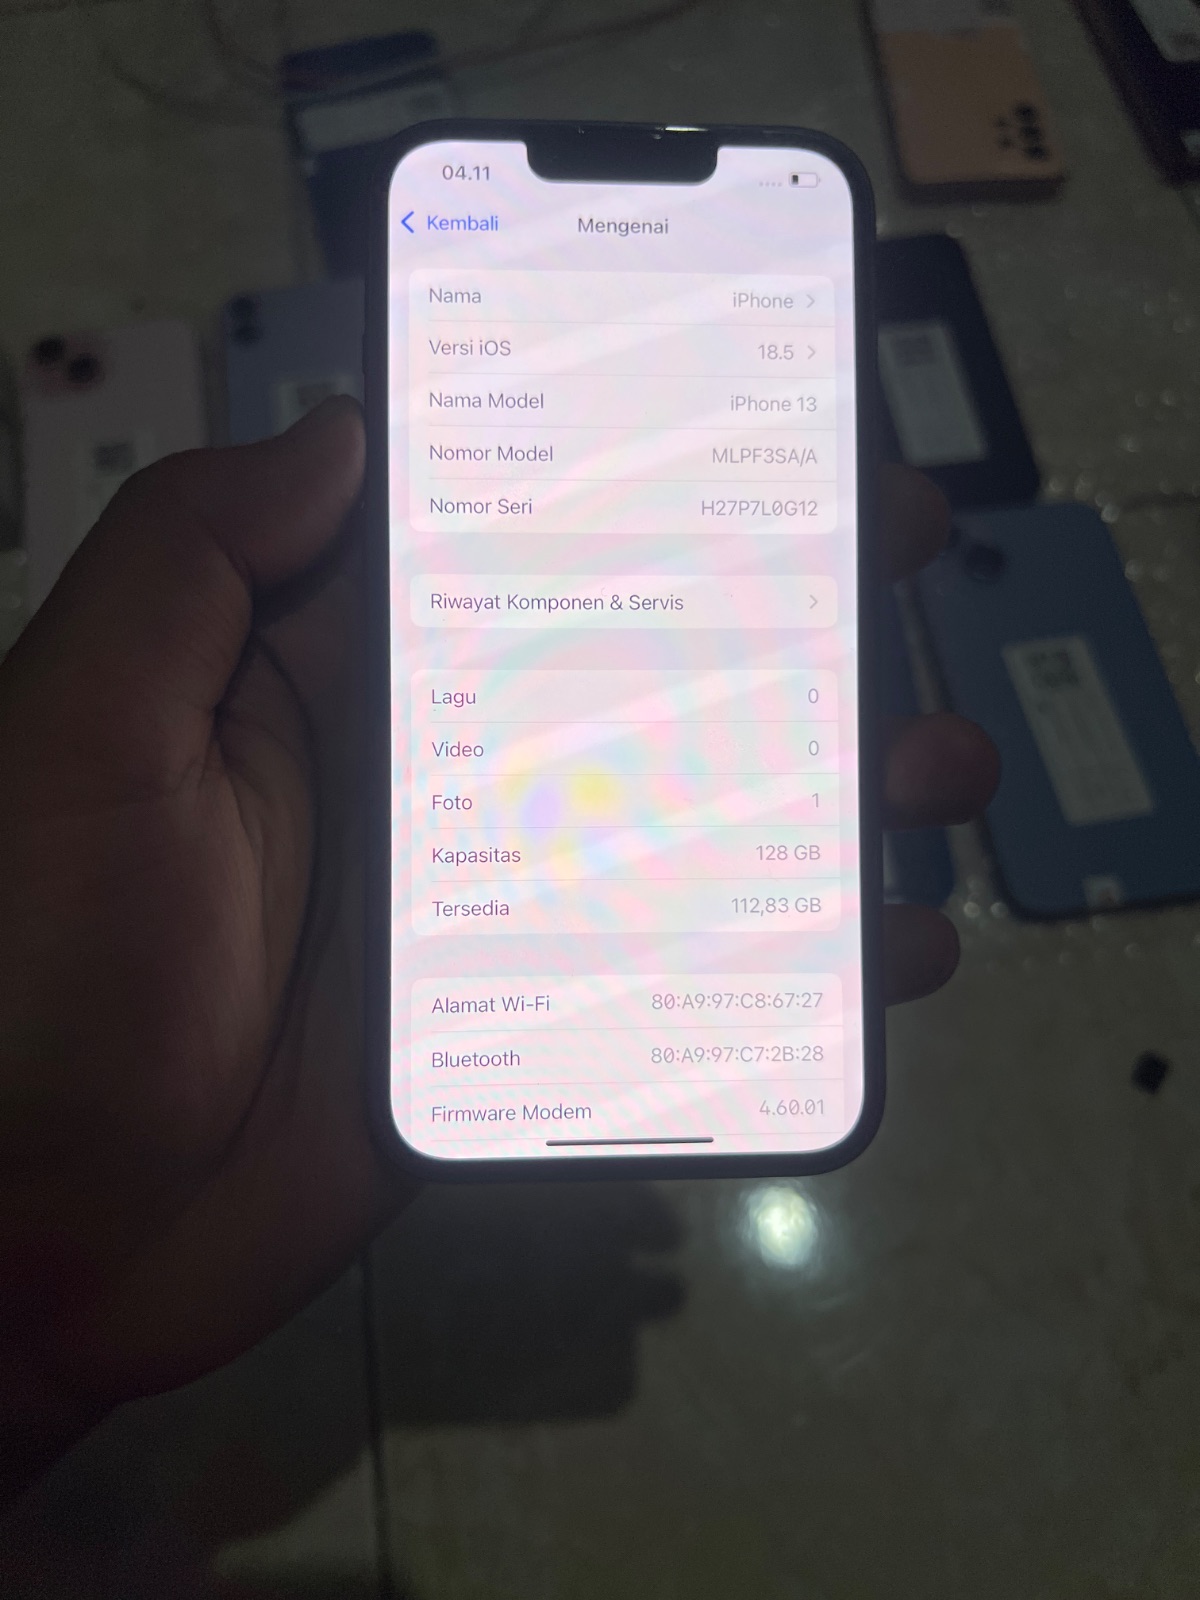 04.11
Kembali
Mengenai
Nama iPhone
Versi iOS 18.5
Nama Model iPhone 13
Nomor Model MLPF3SA/A
Nomor Seri H27P7L0G12
Riwayat Komponen & Servis
Lagu 0
Video 0
Foto 1
Kapasitas 128 GB
Tersedia 112,83 GB
Alamat Wi-Fi 80:A9:97:C8:67:27
Bluetooth 80:A9:97:C7:2B:28
Firmware Modem 4.60.01